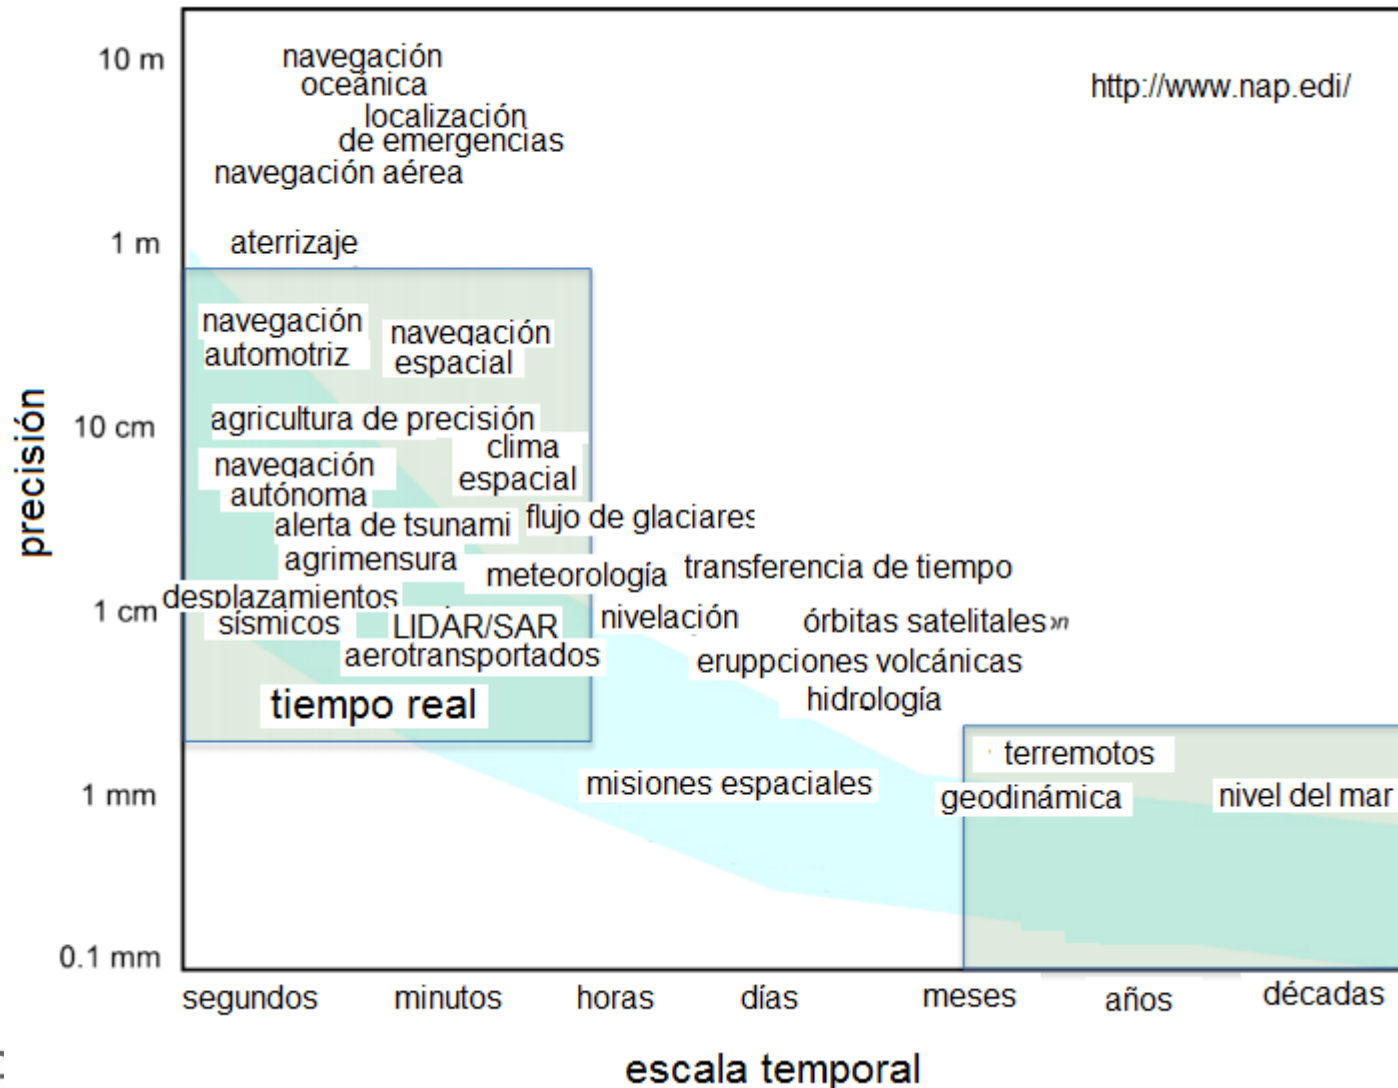 10 m
navegación
oceánica
http://www.nap.edi/
localización
de emergencias
navegación aérea
1 m
aterrizaje
navegación
automotriz
navegación
espacial
precisión
10 cm
agricultura de precisión
clima
espacial
navegación
autónoma
alerta de tsunami
flujo de glaciares
agrimensura
meteorología
transferencia de tiempo
1 cm
desplazamientos
sísmicos
LIDAR/SAR
aerotransportados
nivelación
órbitas satelitales
eruppciones volcánicas
hidrología
tiempo real
terremotos
1 mm
misiones espaciales
geodinámica
nivel del mar
0.1 mm
segundos
minutos
horas
días
meses
años
décadas
escala temporal